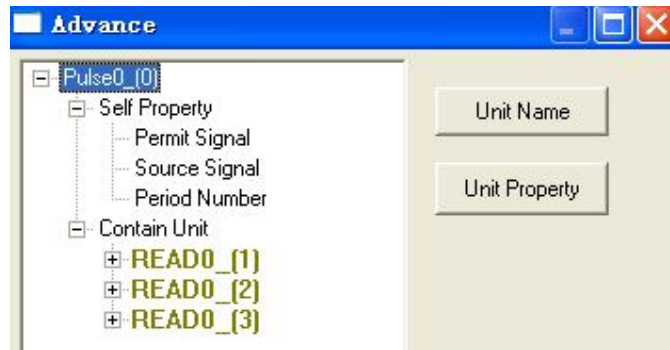 Advance
Pulse0_(0)
Self Property
Permit Signal
Source Signal
Period Number
Contain Unit
READ0_(1)
READ0_(2)
READ0_(3)
Unit Name
Unit Property